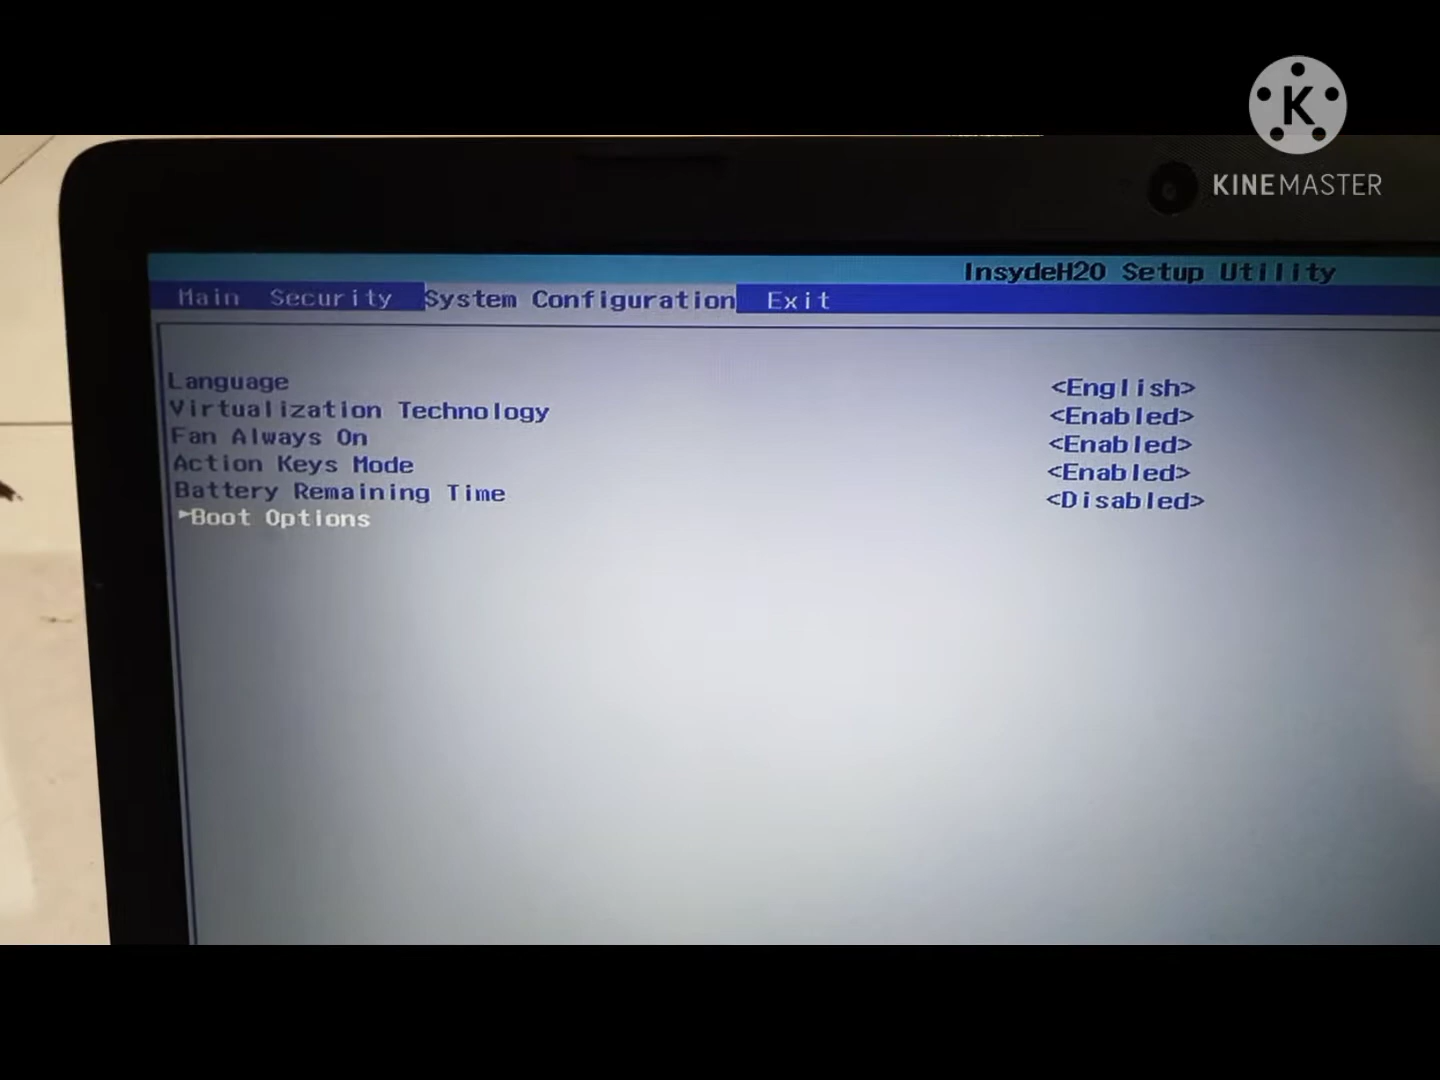 K
KINEMASTER
InsydeH20 Setup Utility
Main Security System Configuration Exit
Language <English>
Virtualization Technology <Enabled>
Fan Always On <Enabled>
Action Keys Mode <Enabled>
Battery Remaining Time <Disabled>
►Boot Options